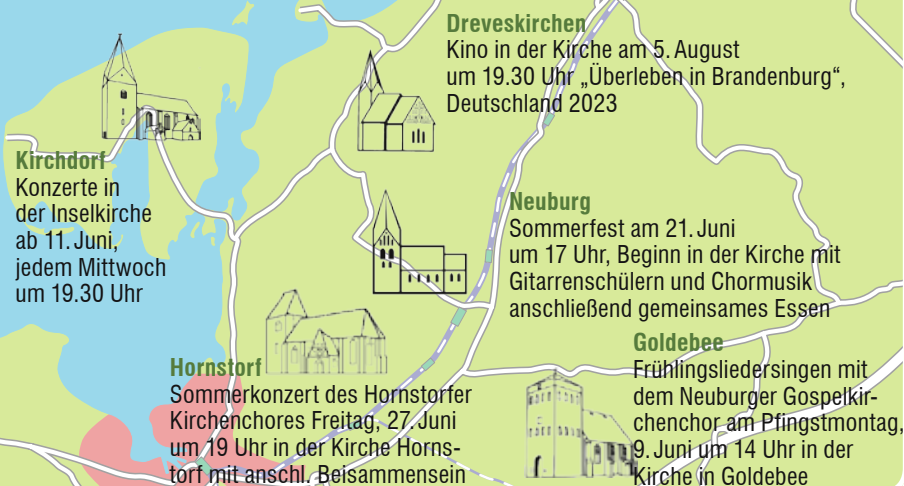 Dreveskirchen
Kino in der Kirche am 5. August
um 19.30 Uhr „Überleben in Brandenburg“,
Deutschland 2023
Kirchdorf
Konzerte in
der Inselkirche
ab 11. Juni,
jedem Mittwoch
um 19.30 Uhr
Neuburg
Sommerfest am 21. Juni
um 17 Uhr, Beginn in der Kirche mit
Gitarrenschülern und Chormusik
anschließend gemeinsames Essen
Hornstorf
Sommerkonzert des Hornstorfer
Kirchenchores Freitag, 27. Juni
um 19 Uhr in der Kirche Horns-
torf mit anschl. Beisammensein
Goldebee
Frühlingsliedersingen mit
dem Neuburger Gospelkir-
chenchor am Pfingstmontag,
9. Juni um 14 Uhr in der
Kirche in Goldebee